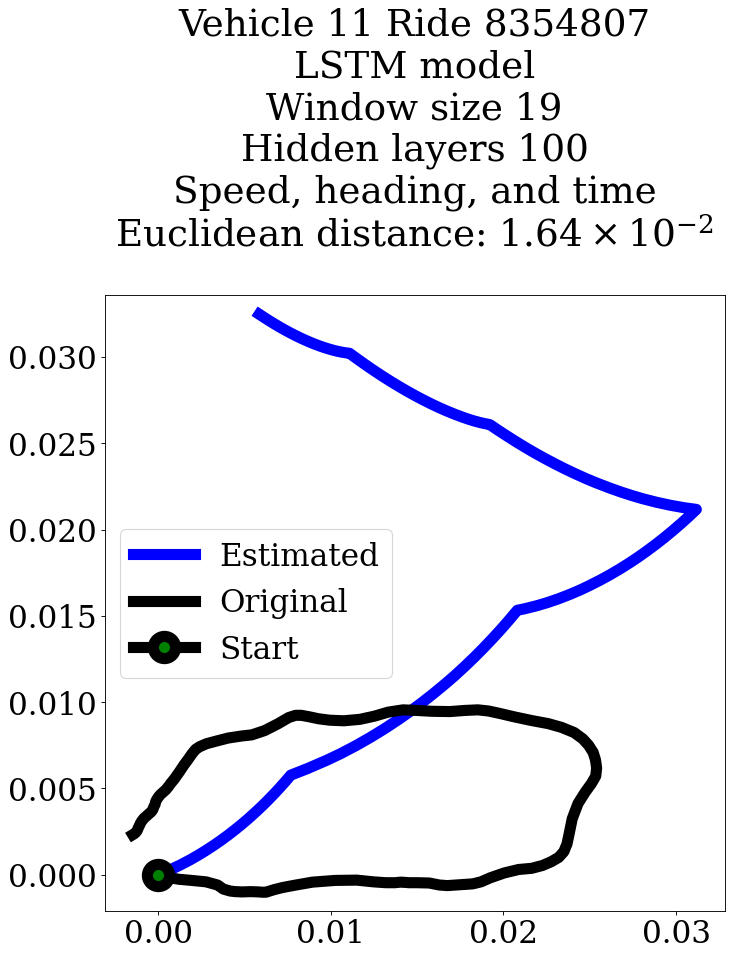 Vehicle 11 Ride 8354807
LSTM model
Window size 19
Hidden layers 100
Speed, heading, and time
Euclidean distance: 1.64 × 10⁻²
0.030
0.025
0.020
0.015
0.010
0.005
0.000
Estimated
Original
Start
0.00 0.01 0.02 0.03